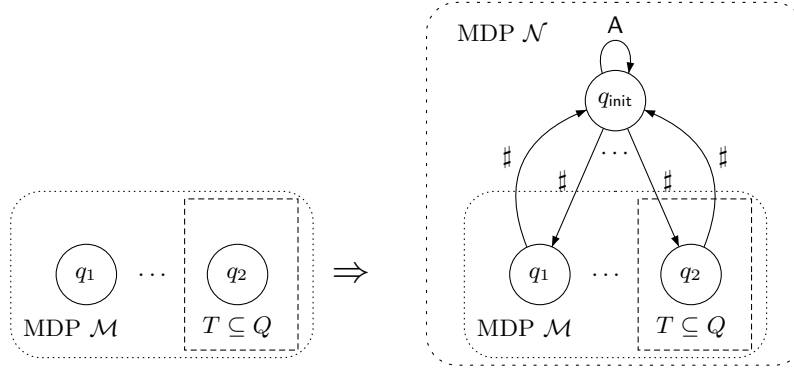 MDP 𝒩
A
q_init
♯ ⋯ ♯
♯ ♯
q₁ ⋯ q₂ ⇒ q₁ ⋯ q₂
MDP ℳ T ⊆ Q MDP ℳ T ⊆ Q